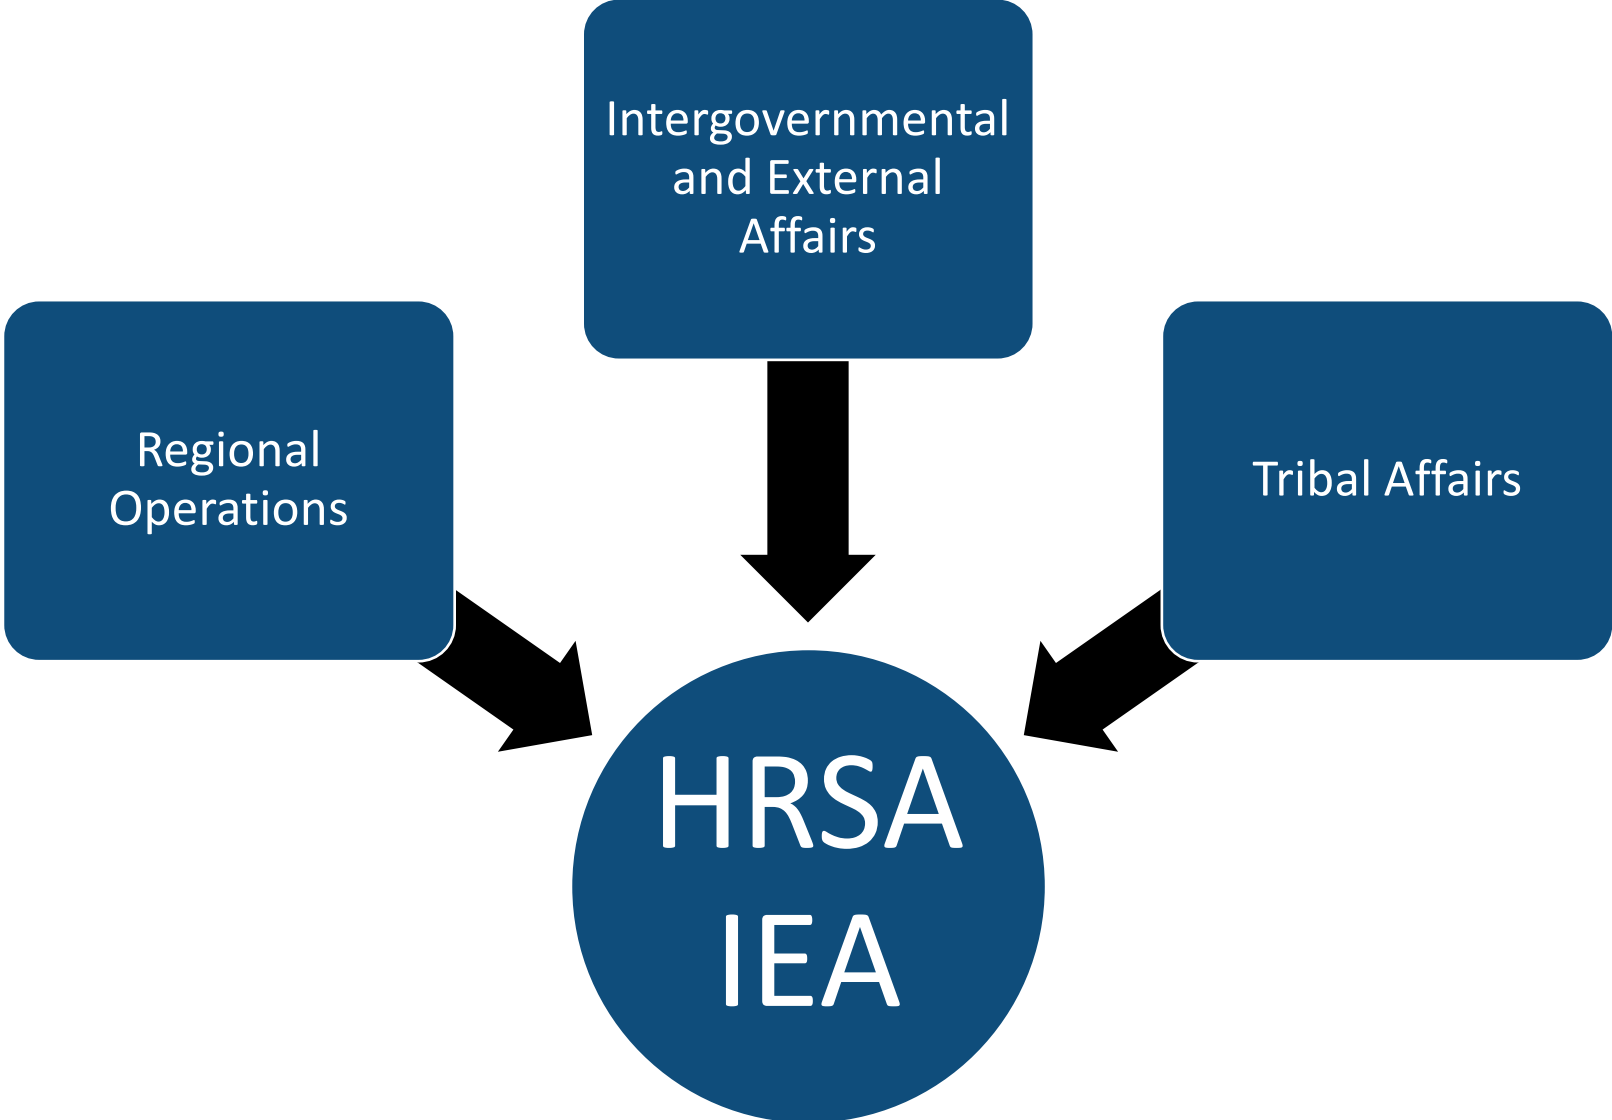 Intergovernmental
and External
Affairs
Regional
Operations
Tribal Affairs
HRSA
IEA